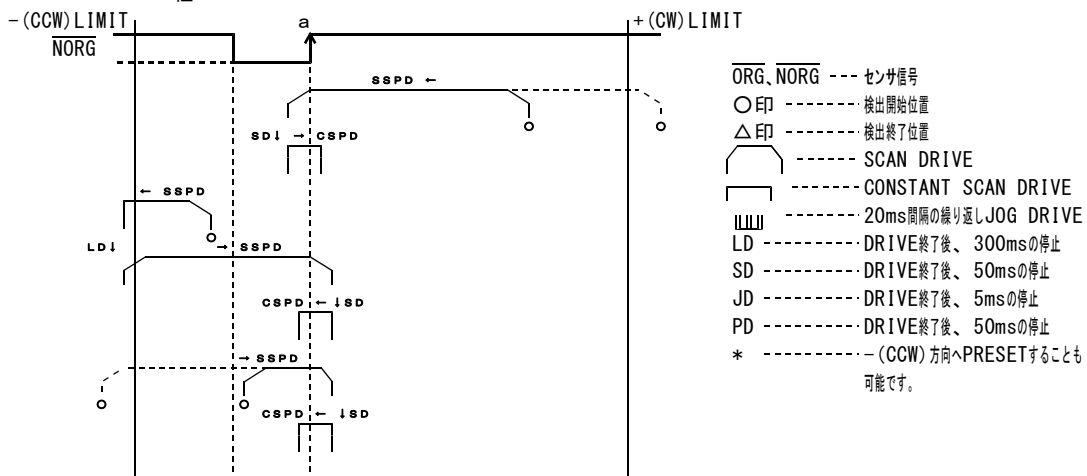 −(CCW)LIMIT
a
+(CW)LIMIT
NORG
SSPD ←
SD↓ → CSPD
← SSPD
LD↓
→ SSPD
CSPD ← ↓SD
→ SSPD
CSPD ← ↓SD
ORG、NORG --- センサ信号
○印 ------- 検出開始位置
△印 ------- 検出終了位置
------ SCAN DRIVE
------ CONSTANT SCAN DRIVE
------ 20ms間隔の繰り返しJOG DRIVE
LD --------- DRIVE終了後、300msの停止
SD --------- DRIVE終了後、50msの停止
JD --------- DRIVE終了後、5msの停止
PD --------- DRIVE終了後、50msの停止
* --------- −(CCW)方向へPRESETすることも
可能です。